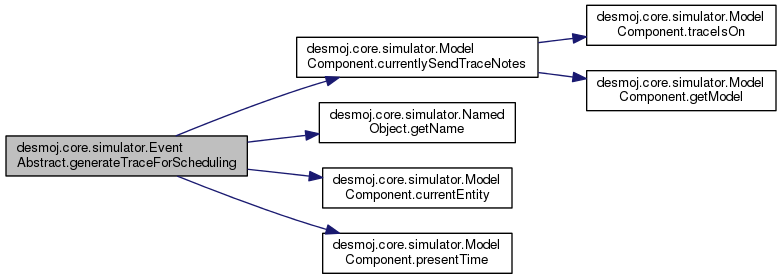 desmoj.core.simulator.Event
Abstract.generateTraceForScheduling
desmoj.core.simulator.Model
Component.currentlySendTraceNotes
desmoj.core.simulator.Model
Component.traceIsOn
desmoj.core.simulator.Model
Component.getModel
desmoj.core.simulator.Named
Object.getName
desmoj.core.simulator.Model
Component.currentEntity
desmoj.core.simulator.Model
Component.presentTime